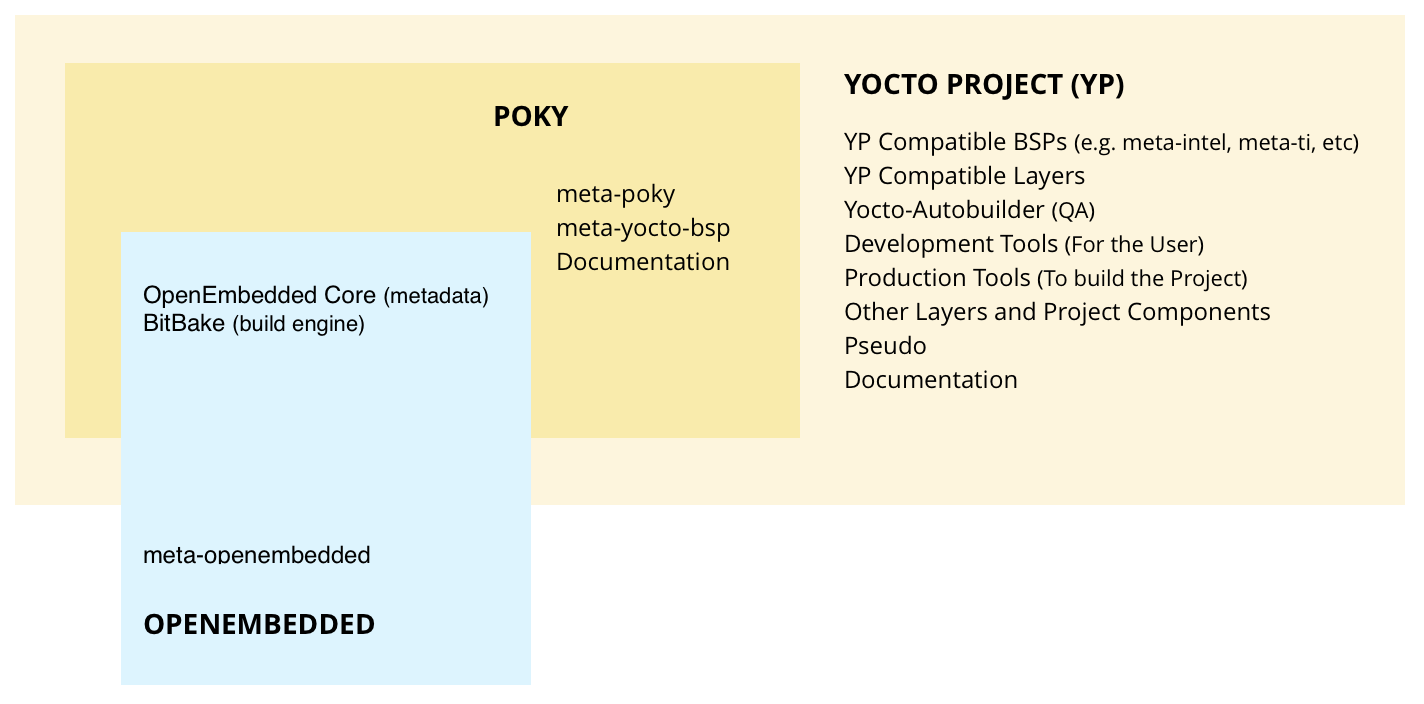 POKY
meta-poky
meta-yocto-bsp
Documentation
OpenEmbedded Core (metadata)
BitBake (build engine)
meta-openembedded
OPENEMBEDDED
YOCTO PROJECT (YP)
YP Compatible BSPs (e.g. meta-intel, meta-ti, etc)
YP Compatible Layers
Yocto-Autobuilder (QA)
Development Tools (For the User)
Production Tools (To build the Project)
Other Layers and Project Components
Pseudo
Documentation